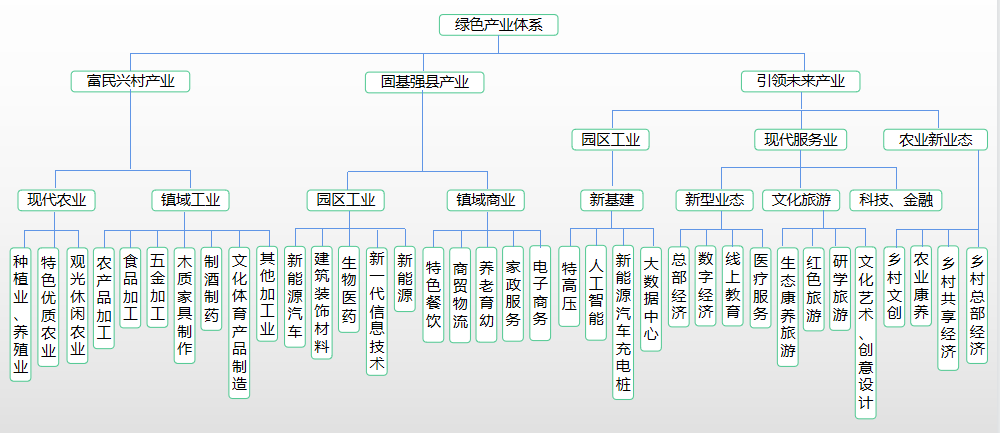 绿色产业体系
富民兴村产业
固基强县产业
引领未来产业
园区工业
现代服务业
农业新业态
现代农业
镇域工业
园区工业
镇域商业
新基建
新型业态
文化旅游
科技、金融
种植业、养殖业
特色优质农业
观光休闲农业
农产品加工
食品加工
五金加工
木质家具制作
制酒制药
文化体育产品制造
其他加工业
新能源汽车
建筑装饰材料
生物医药
新一代信息技术
新能源
特色餐饮
商贸物流
养老育幼
家政服务
电子商务
特高压
人工智能
新能源汽车充电桩
大数据中心
总部经济
数字经济
线上教育
医疗服务
生态康养旅游
红色旅游
研学旅游
文化艺术、创意设计
乡村文创
农业康养
乡村共享经济
乡村总部经济